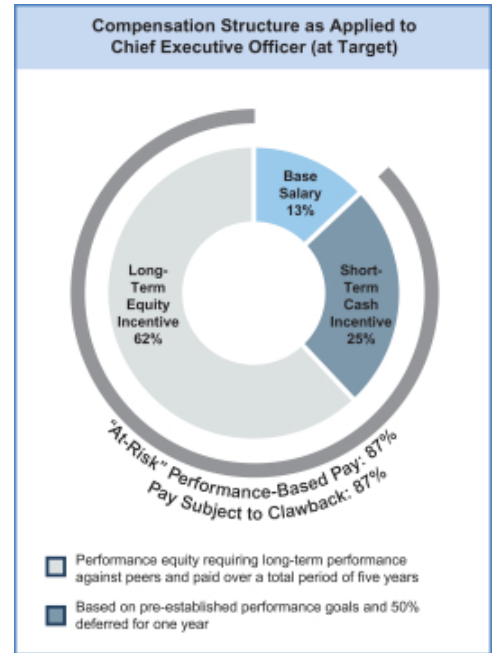 Compensation Structure as Applied to
Chief Executive Officer (at Target)
Base
Salary
13%
Long-
Term
Equity
Incentive
62%
Short-
Term
Cash
Incentive
25%
“At-Risk” Performance-Based Pay: 87%
Pay Subject to Clawback: 87%
Performance equity requiring long-term performance
against peers and paid over a total period of five years
Based on pre-established performance goals and 50%
deferred for one year